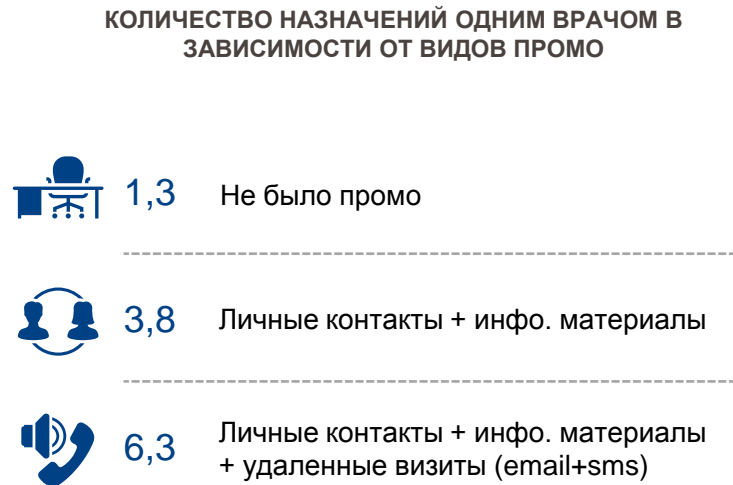 КОЛИЧЕСТВО НАЗНАЧЕНИЙ ОДНИМ ВРАЧОМ В
ЗАВИСИМОСТИ ОТ ВИДОВ ПРОМО
1,3 Не было промо
3,8 Личные контакты + инфо. материалы
6,3 Личные контакты + инфо. материалы
+ удаленные визиты (email+sms)